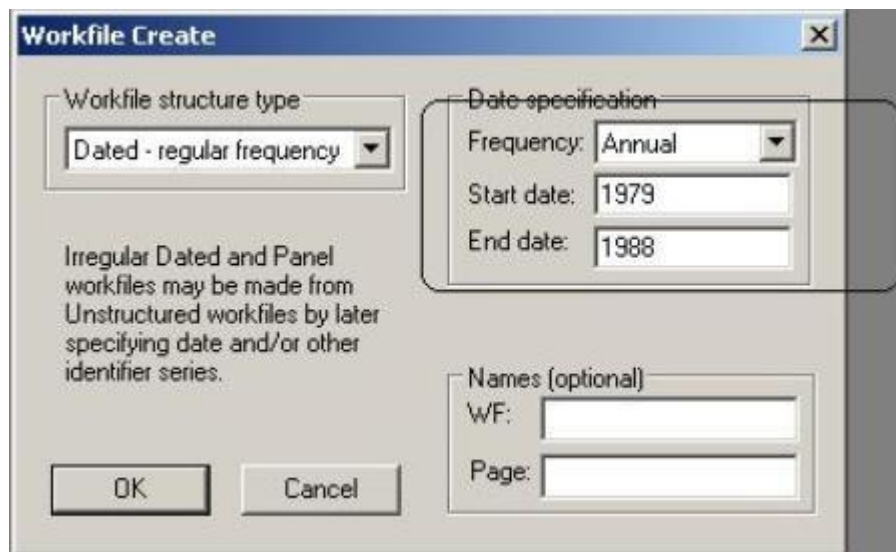 Workfile Create
Workfile structure type
Dated - regular frequency
Irregular Dated and Panel
workfiles may be made from
Unstructured workfiles by later
specifying date and/or other
identifier series.
Date specification
Frequency: Annual
Start date: 1979
End date: 1988
Names (optional)
WF:
Page:
OK
Cancel